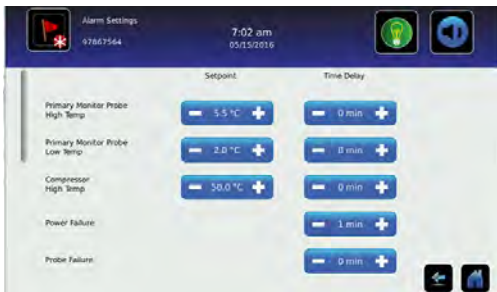 Alarm Settings
97867564
7:02 am
05/15/2016
Setpoint
Time Delay
Primary Monitor Probe
High Temp
5.5 °C
0 min
Primary Monitor Probe
Low Temp
2.0 °C
0 min
Compressor
High Temp
50.0 °C
0 min
Power Failure
1 min
Probe Failure
0 min